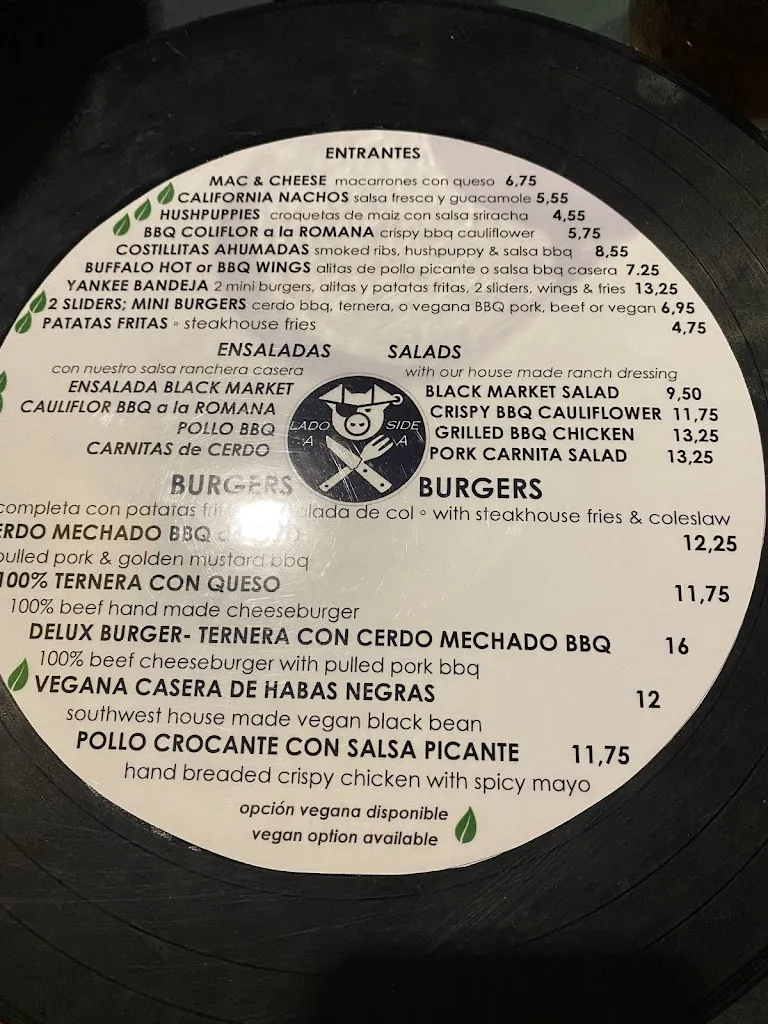 ENTRANTES
MAC & CHEESE macarrones con queso 6,75
CALIFORNIA NACHOS salsa fresca y guacamole 5,55
HUSHPUPPIES croquetas de maiz con salsa sriracha 4,55
BBQ COLIFLOR a la ROMANA crispy bbq cauliflower 5,75
COSTILLITAS AHUMADAS smoked ribs, hushpuppy & salsa bbq 8,55
BUFFALO HOT or BBQ WINGS alitas de pollo picante o salsa bbq casera 7.25
YANKEE BANDEJA 2 mini burgers, alitas y patatas fritas, 2 sliders, wings & fries 13,25
2 SLIDERS; MINI BURGERS cerdo bbq, ternera, o vegana BBQ pork, beef or vegan 6,95
PATATAS FRITAS ◦ steakhouse fries 4,75
ENSALADAS SALADS
con nuestro salsa ranchera casera with our house made ranch dressing
ENSALADA BLACK MARKET BLACK MARKET SALAD 9,50
CAULIFLOR BBQ a la ROMANA CRISPY BBQ CAULIFLOWER 11,75
POLLO BBQ GRILLED BBQ CHICKEN 13,25
CARNITAS de CERDO PORK CARNITA SALAD 13,25
LADO A SIDE A
BURGERS BURGERS
completa con patatas de col ◦ with steakhouse fries & coleslaw
MECHADO BBQ 12,25
pulled pork & golden mustard bbq
100% TERNERA CON QUESO 11,75
100% beef hand made cheeseburger
DELUX BURGER- TERNERA CON CERDO MECHADO BBQ 16
100% beef cheeseburger with pulled pork bbq
VEGANA CASERA DE HABAS NEGRAS 12
southwest house made vegan black bean
POLLO CROCANTE CON SALSA PICANTE 11,75
hand breaded crispy chicken with spicy mayo
opción vegana disponible
vegan option available